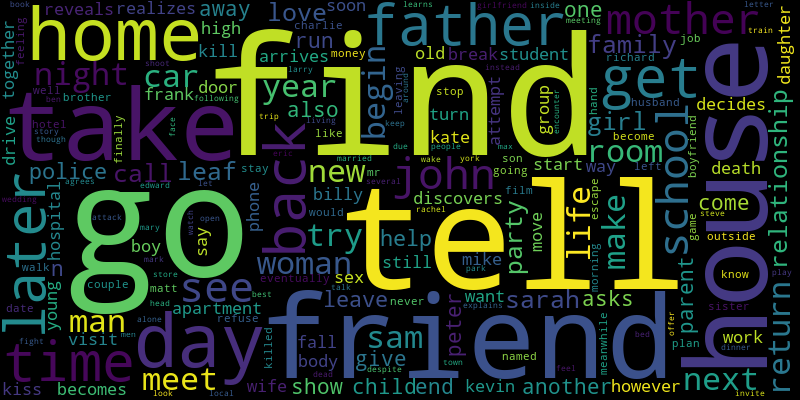 book
reveals
realizes
away
love
soon
charlie
learns
girlfriend
inside
meeting
letter
train
home
father
one
mother
daughter
feeling
together
high
kill
run
arrives
money
old
break
student
family
richard
job
find
night
car
door
year
begin
leaving
around
instead
girl
husband
decides
well
ben
brother
frank
following
larry
also
stop
group
encounter
hand
get
house
take
hotel
story
though
finally
face
trip
living
like
turn
kate
attempt
keep
due
people
max
son
going
become
start
way
room
left
boyfriend
school
death
relationship
drive
police
call
leaf
stay
back
new
mr
john
married
wake
york
several
film
escape
agrees
wedding
hospital
phone
billy
discovers
party
move
life
make
come
game
steve
later
go
edward
let
mary
attack
mark
watch
open
say
would
try
help
rachel
tell
outside
know
play
sister
walk
n
boy
store
woman
eventually
still
mike
park
talk
morning
parent
return
young
couple
matt
head
best
see
sex
leave
never
explains
want
sarah
asks
offer
work
date
man
alone
men
apartment
refuse
day
friend
sam
peter
named
meanwhile
bed
plan
dinner
fight
time
visit
killed
fall
body
give
town
feel
kiss
becomes
meet
look
local
wife
dead
show
despite
child
end
kevin
another
however
next
invite